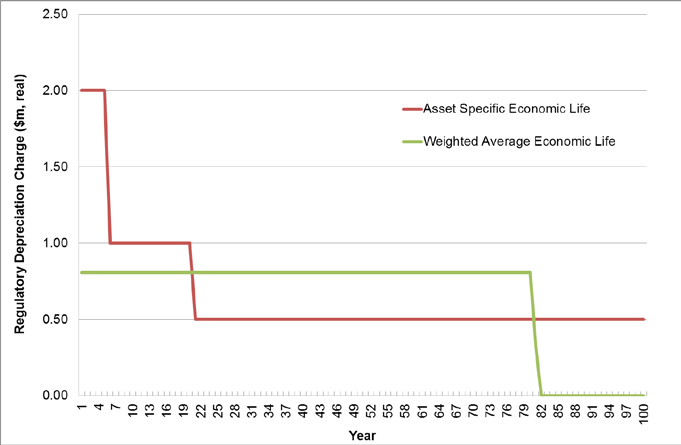 2.50
2.00
1.50
1.00
0.50
0.00
Regulatory Depreciation Charge ($m, real)
Asset Specific Economic Life
Weighted Average Economic Life
1 4 7 10 13 16 19 22 25 28 31 34 37 40 43 46 49 52 55 58 61 64 67 70 73 76 79 82 85 88 91 94 97 100
Year